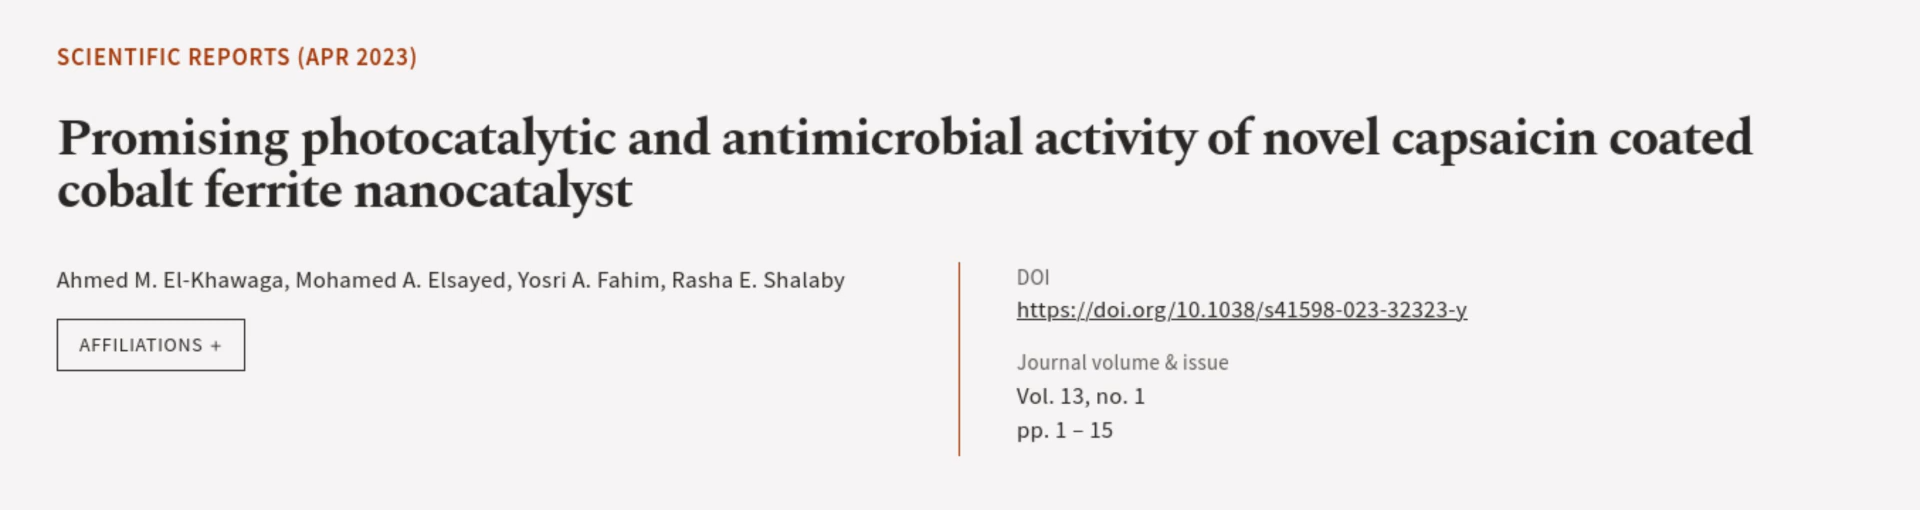 SCIENTIFIC REPORTS (APR 2023)
Promising photocatalytic and antimicrobial activity of novel capsaicin coated
cobalt ferrite nanocatalyst
Ahmed M. El-Khawaga, Mohamed A. Elsayed, Yosri A. Fahim, Rasha E. Shalaby
AFFILIATIONS +
DOI
https://doi.org/10.1038/s41598-023-32323-y
Journal volume & issue
Vol. 13, no. 1
pp. 1 – 15